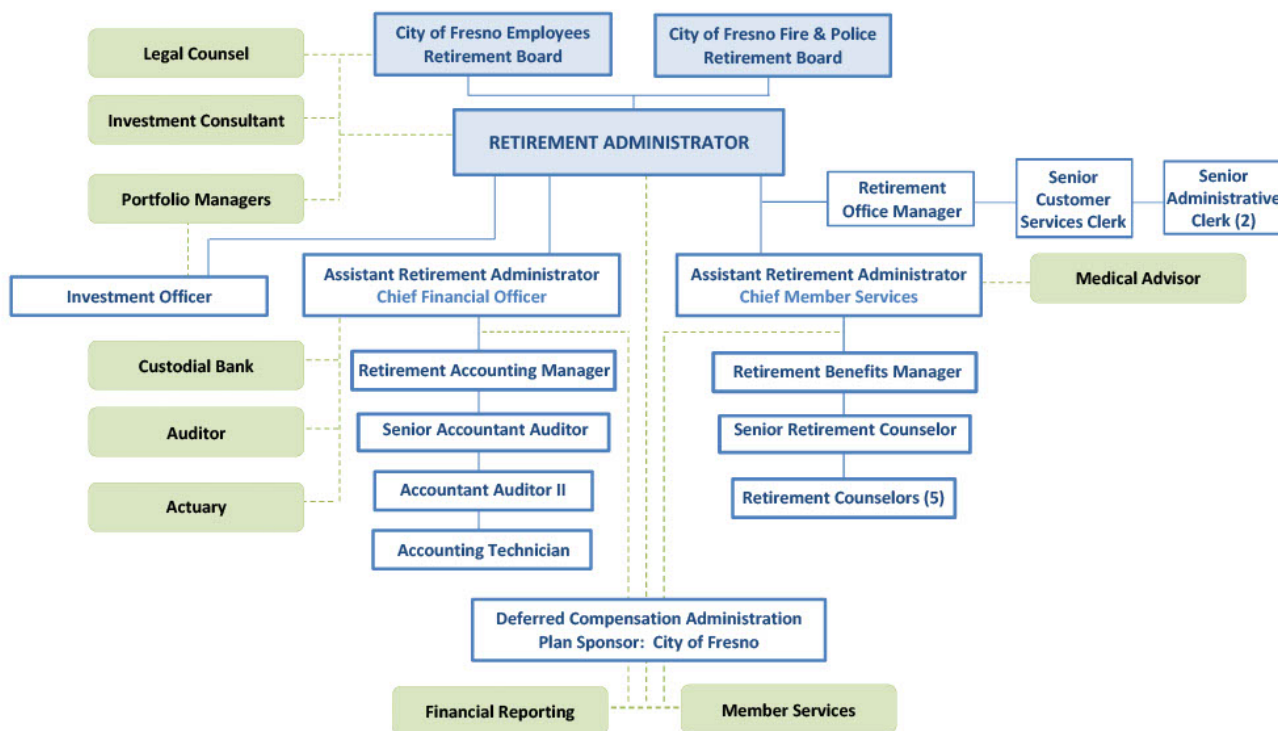 City of Fresno Employees
Retirement Board
City of Fresno Fire & Police
Retirement Board
Legal Counsel
Investment Consultant
RETIREMENT ADMINISTRATOR
Portfolio Managers
Retirement
Office Manager
Senior
Customer
Services Clerk
Senior
Administrative
Clerk (2)
Investment Officer
Assistant Retirement Administrator
Chief Financial Officer
Assistant Retirement Administrator
Chief Member Services
Medical Advisor
Custodial Bank
Retirement Accounting Manager
Retirement Benefits Manager
Auditor
Senior Accountant Auditor
Senior Retirement Counselor
Actuary
Accountant Auditor II
Retirement Counselors (5)
Accounting Technician
Deferred Compensation Administration
Plan Sponsor: City of Fresno
Financial Reporting
Member Services